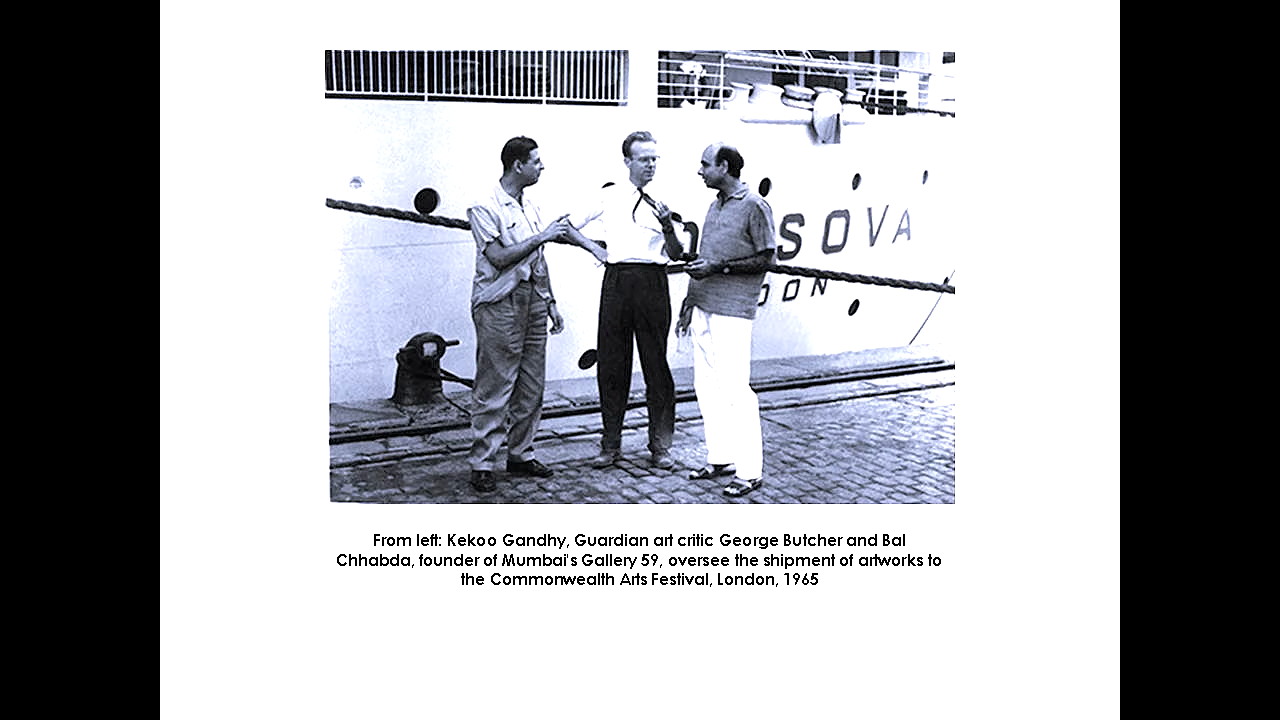 SOVA
DON
From left: Kekoo Gandhy, Guardian art critic George Butcher and Bal
Chhabda, founder of Mumbai's Gallery 59, oversee the shipment of artworks to
the Commonwealth Arts Festival, London, 1965